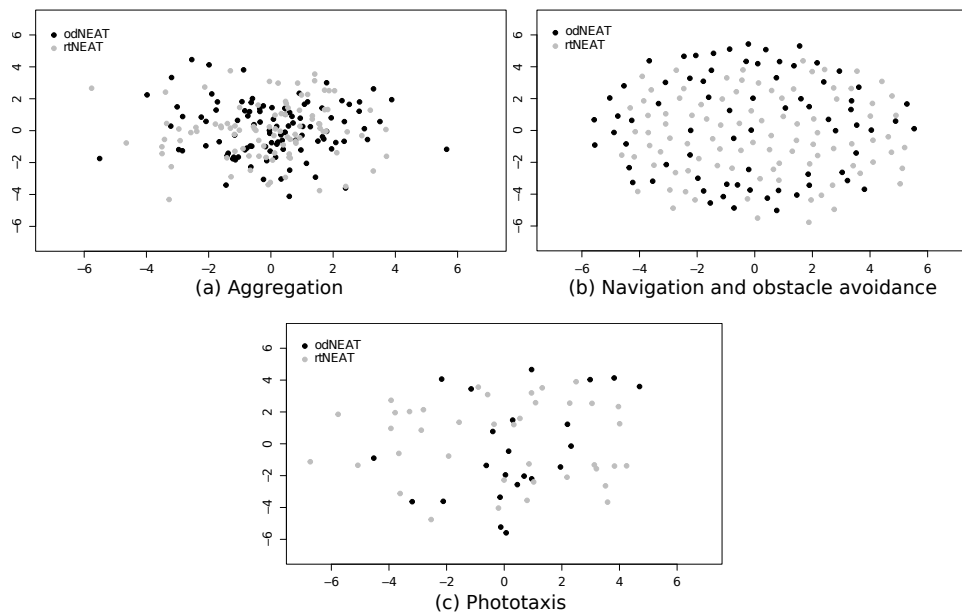 odNEAT
rtNEAT
6
4
2
0
−2
−4
−6
−6 −4 −2 0 2 4 6
(a) Aggregation
odNEAT
rtNEAT
6
4
2
0
−2
−4
−6
−6 −4 −2 0 2 4 6
(b) Navigation and obstacle avoidance
odNEAT
rtNEAT
6
4
2
0
−2
−4
−6
−6 −4 −2 0 2 4 6
(c) Phototaxis